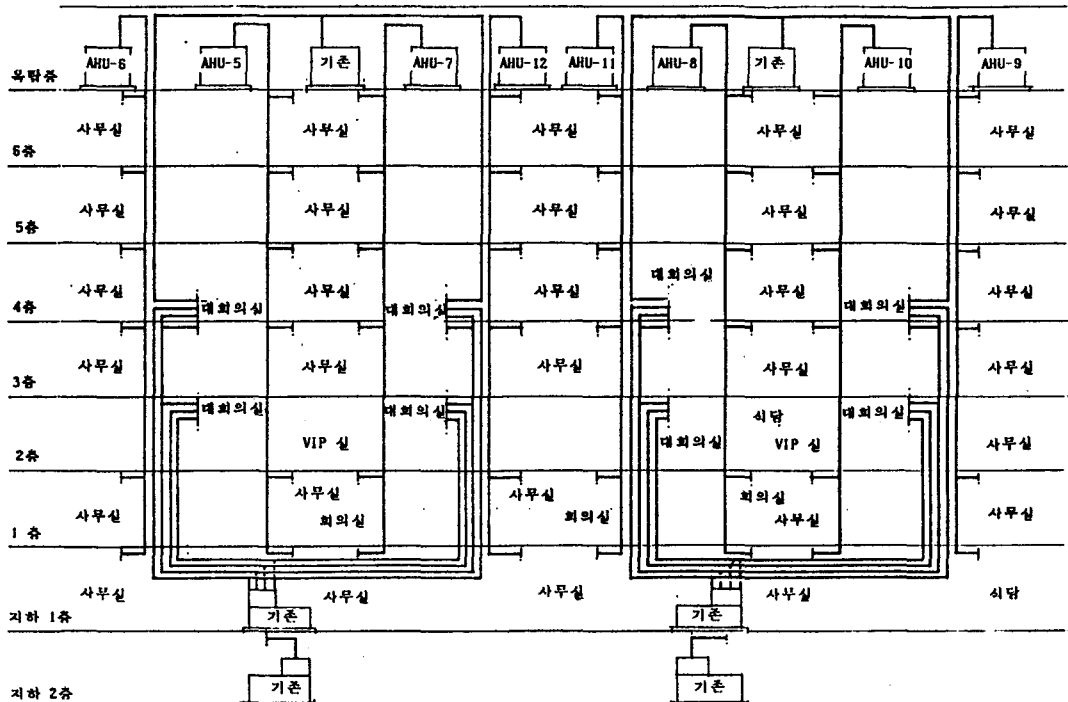 옥탑층 AHU-6 AHU-5 기존 AHU-7 AHU-12 AHU-11 AHU-8 기존 AHU-10 AHU-9
사무실 사무실 사무실 사무실 사무실
6층
사무실 사무실 사무실 사무실 사무실
5층
대회의실
사무실 사무실 사무실 사무실 사무실
4층 대회의실 대회의실 대회의실
사무실 사무실 사무실 사무실 사무실
3층
대회의실 대회의실 식당 대회의실
VIP 실 대회의실 VIP 실 사무실
2층
사무실 사무실 회의실
사무실 회의실 회의실 사무실 사무실
1 층
사무실 사무실 사무실 사무실 식당
지하 1층 기존 기존
지하 2층 기존 기존